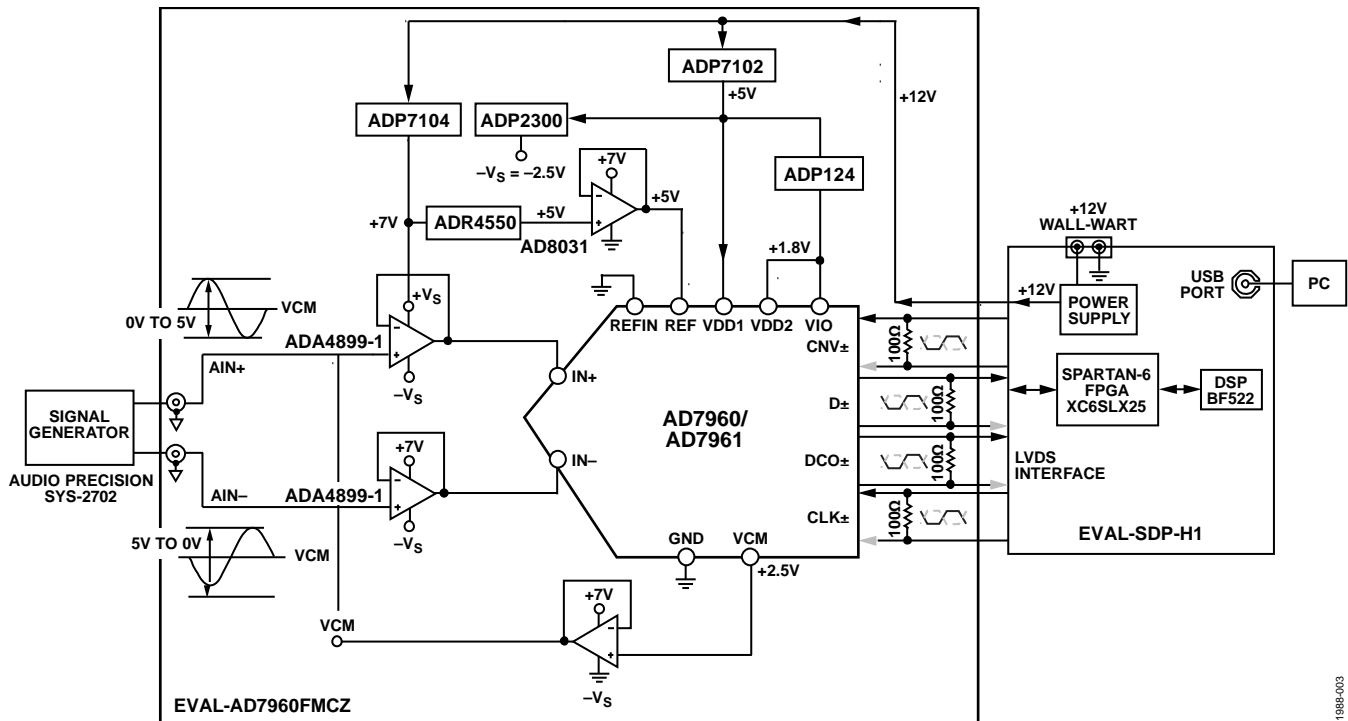 ADP7102
+5V
+12V
ADP7104
ADP2300
–VS = –2.5V
ADP124
+7V
+5V
+7V
ADR4550
+5V
AD8031
+1.8V
+12V
WALL-WART
USB
PORT
PC
+12V
POWER
SUPPLY
0V TO 5V
VCM
+VS
ADA4899-1
–VS
REFIN
REF
VDD1
VDD2
VIO
CNV±
100Ω
AIN+
IN+
SIGNAL
GENERATOR
AUDIO PRECISION
SYS-2702
AD7960/
AD7961
D±
100Ω
SPARTAN-6
FPGA
XC6SLX25
DSP
BF522
IN–
+7V
AIN–
ADA4899-1
–VS
DCO±
100Ω
LVDS
INTERFACE
CLK±
100Ω
EVAL-SDP-H1
5V TO 0V
VCM
GND
VCM
+2.5V
+7V
VCM
–VS
EVAL-AD7960FMCZ
1988-003